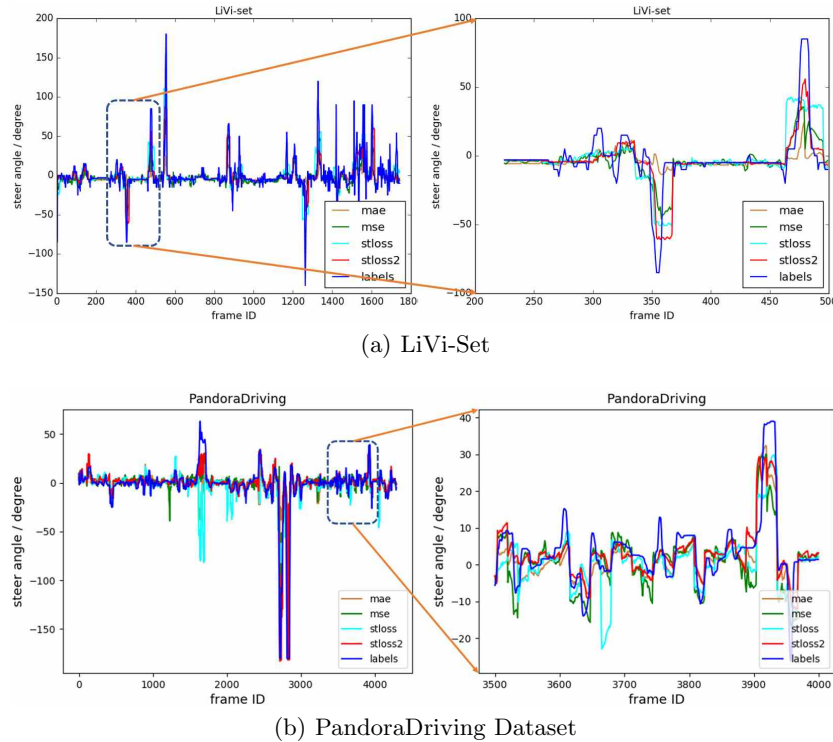 LiVi-set
200
150
100
50
0
−50
−100
−150
steer angle / degree
0 200 400 600 800 1000 1200 1400 1600 1800
frame ID
mae
mse
stloss
stloss2
labels
LiVi-set
100
50
0
−50
−100
steer angle / degree
200 250 300 350 400 450 500
frame ID
mae
mse
stloss
stloss2
labels
(a) LiVi-Set
PandoraDriving
50
0
−50
−100
−150
steer angle / degree
0 1000 2000 3000 4000
frame ID
mae
mse
stloss
stloss2
labels
PandoraDriving
40
30
20
10
0
−10
−20
steer angle / degree
3500 3600 3700 3800 3900 4000
frame ID
mae
mse
stloss
stloss2
labels
(b) PandoraDriving Dataset